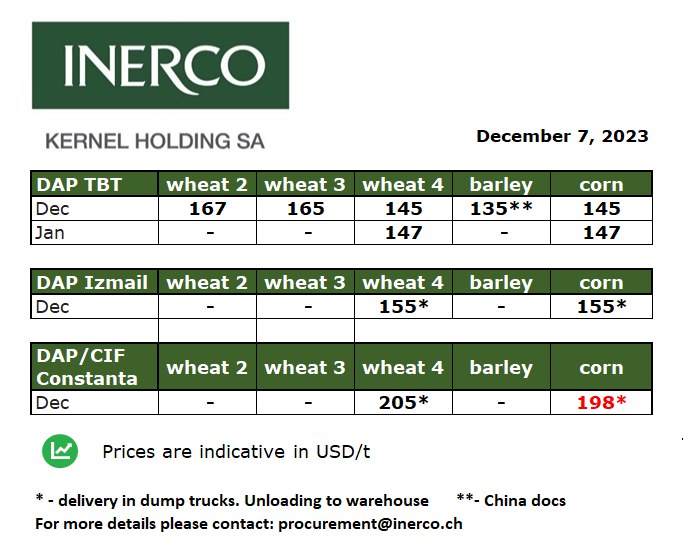 INERCO
KERNEL HOLDING SA
December 7, 2023
DAP TBT wheat 2 wheat 3 wheat 4 barley corn
Dec 167 165 145 135** 145
Jan - - 147 - 147
DAP Izmail wheat 2 wheat 3 wheat 4 barley corn
Dec - - 155* - 155*
DAP/CIF
Constanta wheat 2 wheat 3 wheat 4 barley corn
Dec - - 205* - 198*
Prices are indicative in USD/t
* - delivery in dump trucks. Unloading to warehouse **- China docs
For more details please contact: procurement@inerco.ch